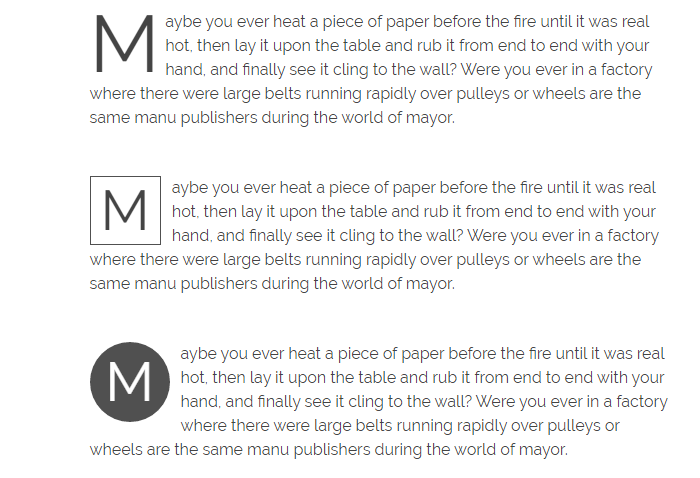 Maybe you ever heat a piece of paper before the fire until it was real
hot, then lay it upon the table and rub it from end to end with your
hand, and finally see it cling to the wall? Were you ever in a factory
where there were large belts running rapidly over pulleys or wheels are the
same manu publishers during the world of mayor.
Maybe you ever heat a piece of paper before the fire until it was real
hot, then lay it upon the table and rub it from end to end with your
hand, and finally see it cling to the wall? Were you ever in a factory
where there were large belts running rapidly over pulleys or wheels are the
same manu publishers during the world of mayor.
Maybe you ever heat a piece of paper before the fire until it was real
hot, then lay it upon the table and rub it from end to end with your
hand, and finally see it cling to the wall? Were you ever in a factory
where there were large belts running rapidly over pulleys or
wheels are the same manu publishers during the world of mayor.